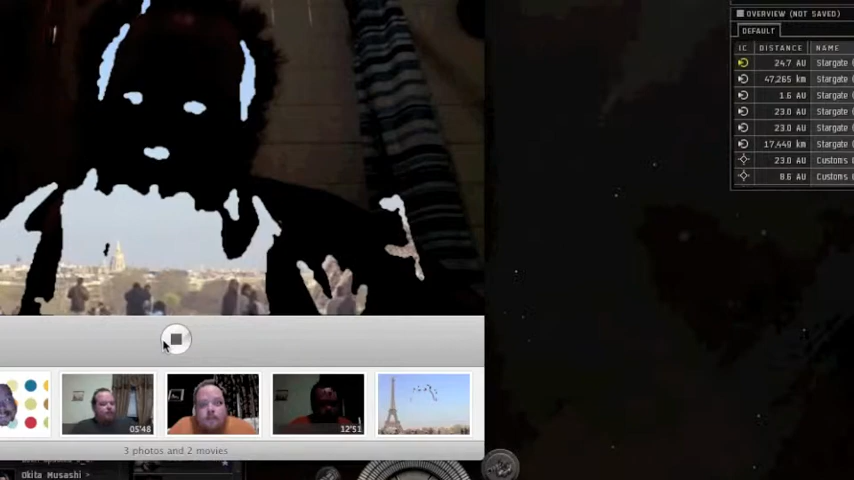 OVERVIEW (NOT SAVED)
DEFAULT
IC DISTANCE NAME
24.7 AU Stargate
47,265 km Stargate
1.6 AU Stargate
23.0 AU Stargate
23.0 AU Stargate
17,449 km Stargate
23.0 AU Customs
8.6 AU Customs
05:48
12:51
3 photos and 2 movies
Okita Musashi >